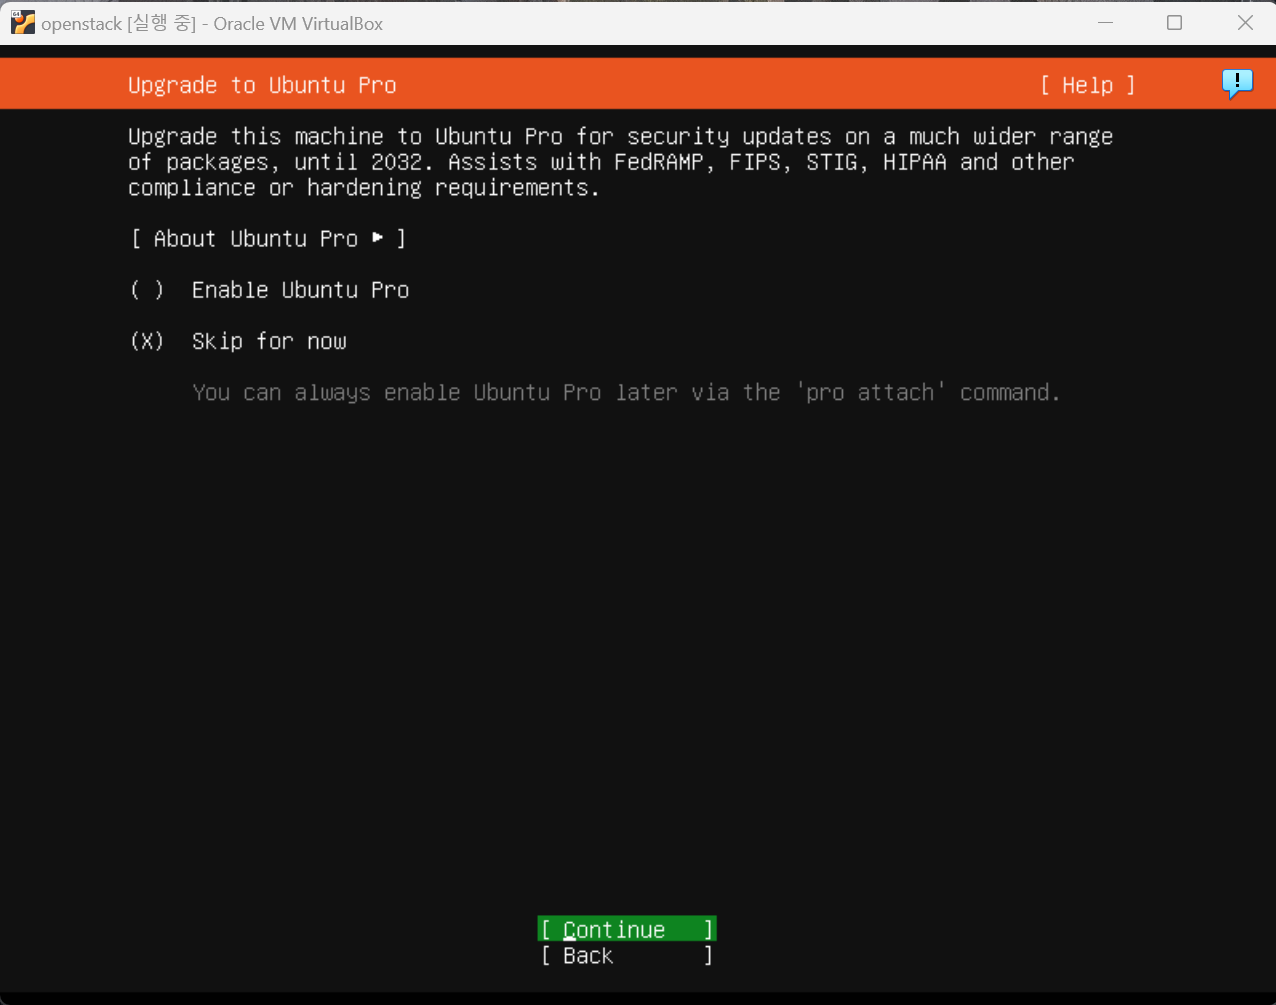 openstack [실행 중] - Oracle VM VirtualBox
Upgrade to Ubuntu Pro [ Help ]
Upgrade this machine to Ubuntu Pro for security updates on a much wider range
of packages, until 2032. Assists with FedRAMP, FIPS, STIG, HIPAA and other
compliance or hardening requirements.
[ About Ubuntu Pro ► ]
( ) Enable Ubuntu Pro
(X) Skip for now
You can always enable Ubuntu Pro later via the 'pro attach' command.
[ Continue ]
[ Back ]